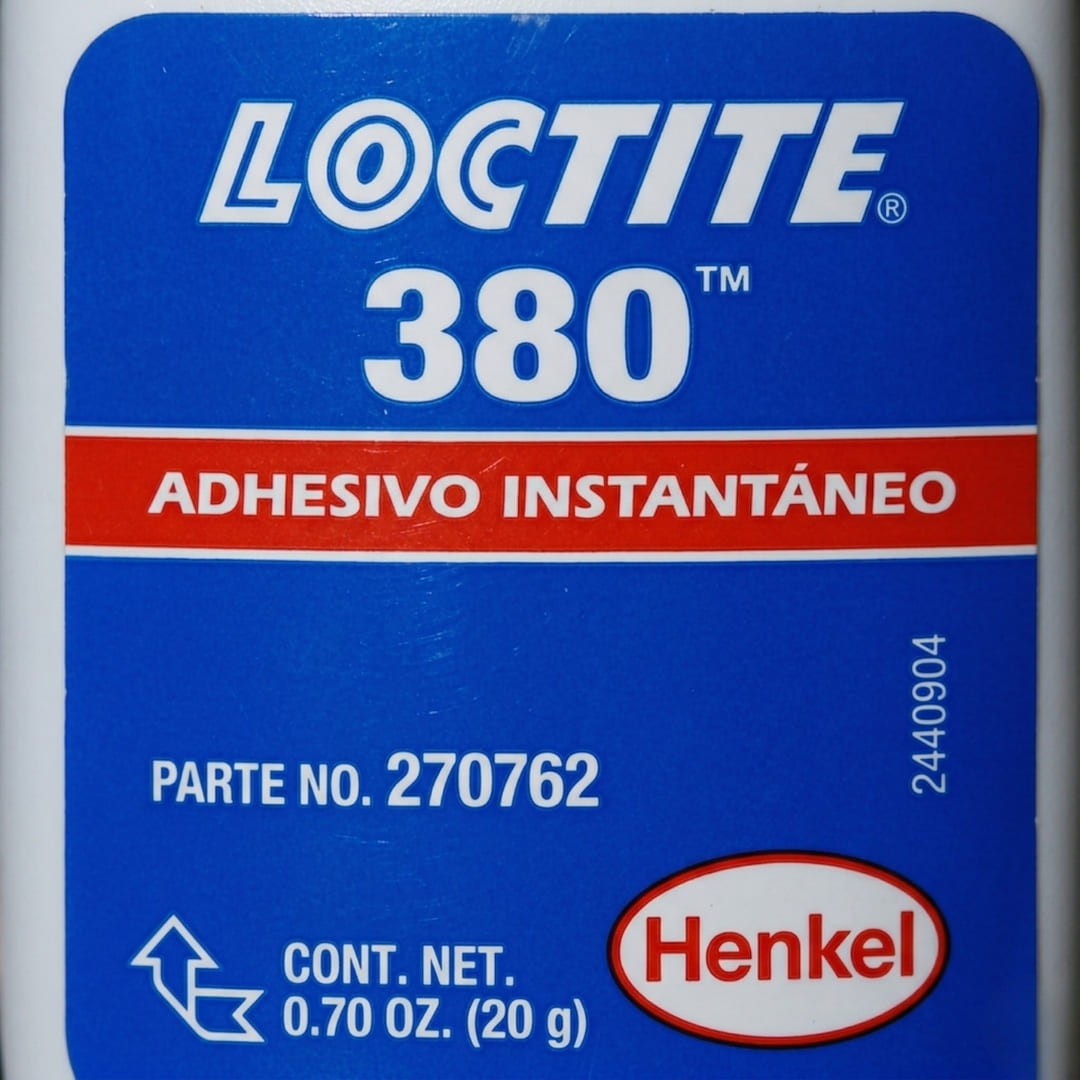 LOCTITE®
380™
ADHESIVO INSTANTÁNEO
2440904
PARTE NO. 270762
CONT. NET.
0.70 OZ. (20 g)
Henkel